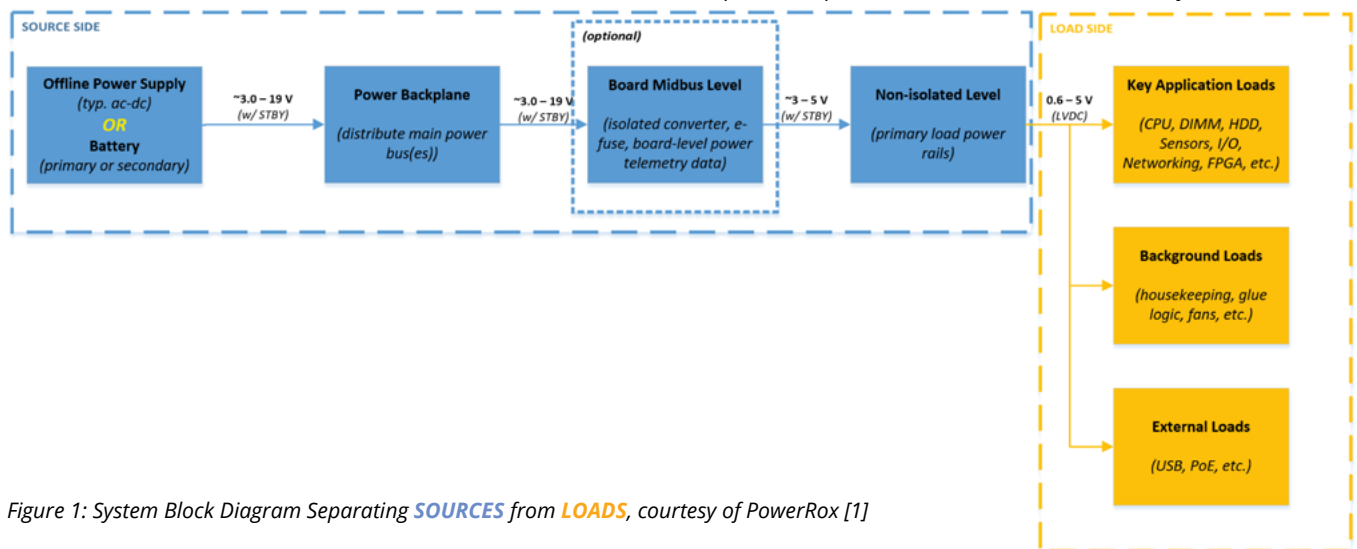 SOURCE SIDE
Offline Power Supply
(typ. ac-dc)
OR
Battery
(primary or secondary)
~3.0 – 19 V
(w/ STBY)
Power Backplane
(distribute main power
bus(es))
~3.0 – 19 V
(w/ STBY)
(optional)
Board Midbus Level
(isolated converter, e-
fuse, board-level power
telemetry data)
~3 – 5 V
(w/ STBY)
Non-isolated Level
(primary load power
rails)
0.6 – 5 V
(LVDC)
LOAD SIDE
Key Application Loads
(CPU, DIMM, HDD,
Sensors, I/O,
Networking, FPGA, etc.)
Background Loads
(housekeeping, glue
logic, fans, etc.)
External Loads
(USB, PoE, etc.)
Figure 1: System Block Diagram Separating SOURCES from LOADS, courtesy of PowerRox [1]